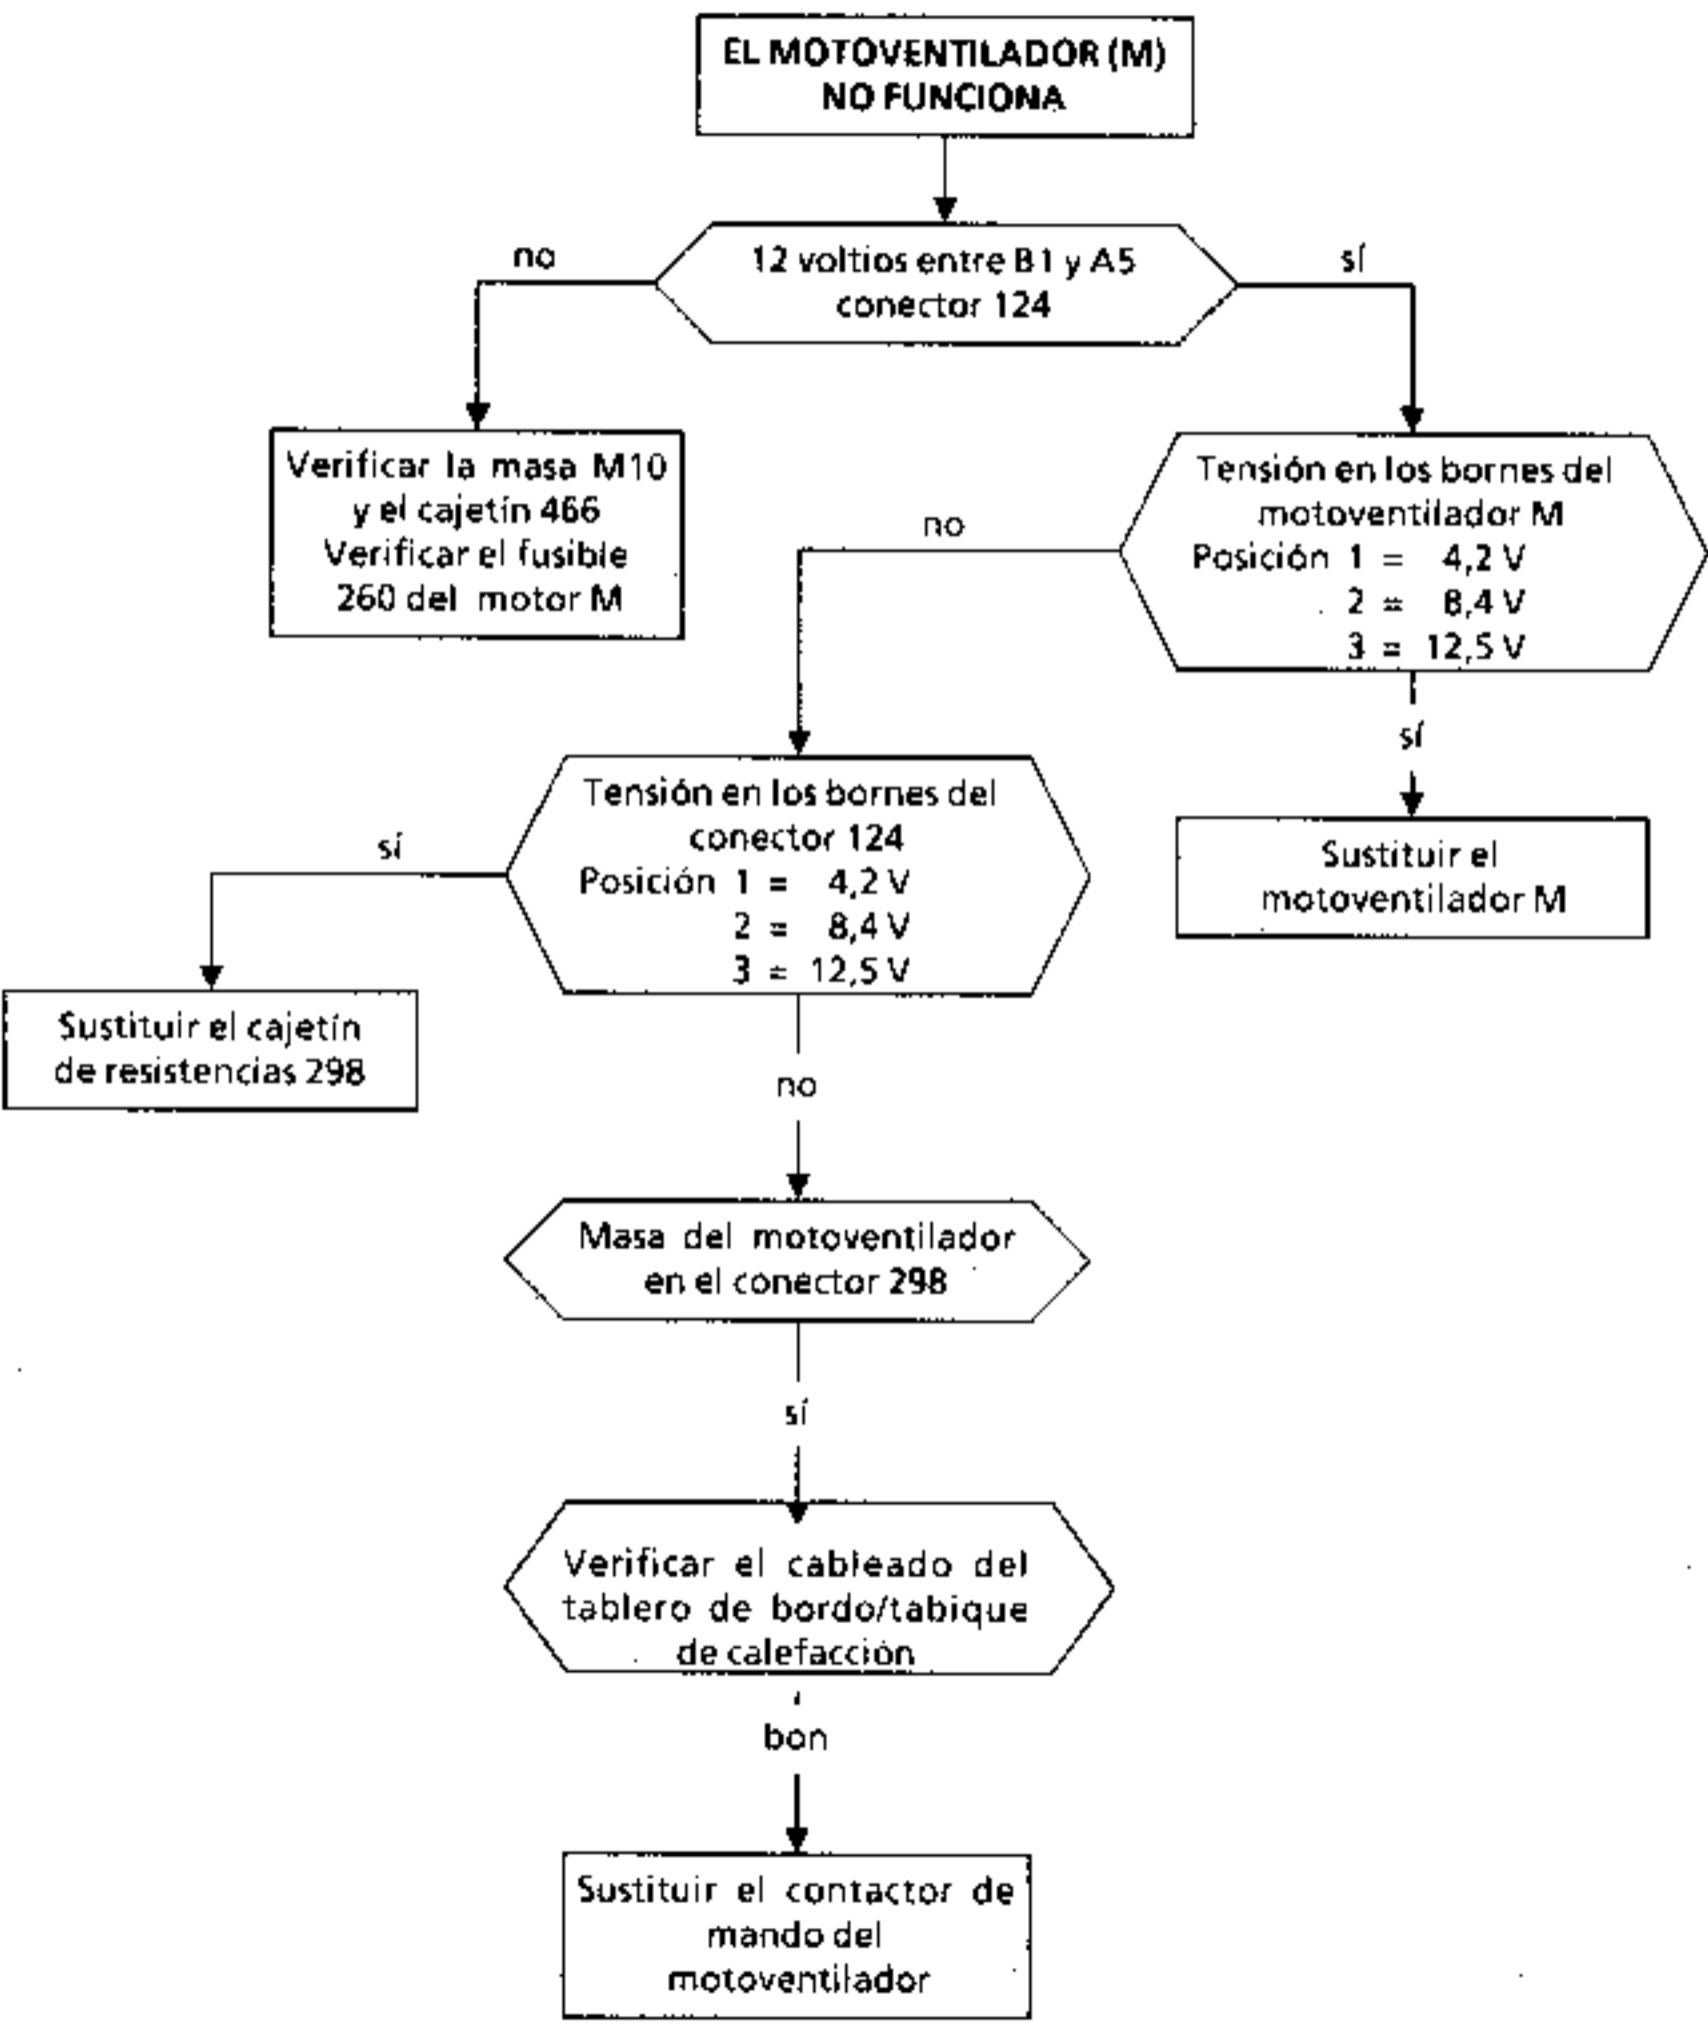 EL MOTOVENTILADOR (M)
NO FUNCIONA
no
12 voltios entre B1 y A5
conector 124
sí
Verificar la masa M10
y el cajetín 466
Verificar el fusible
260 del motor M
Tensión en los bornes del
motoventilador M
Posición 1 = 4,2 V
2 = 8,4 V
3 = 12,5 V
no
sí
Sustituir el
motoventilador M
Tensión en los bornes del
conector 124
Posición 1 = 4,2 V
2 = 8,4 V
3 = 12,5 V
sí
Sustituir el cajetín
de resistencias 298
no
Masa del motoventilador
en el conector 298
sí
Verificar el cableado del
tablero de bordo/tabique
de calefacción
bon
Sustituir el contactor de
mando del
motoventilador